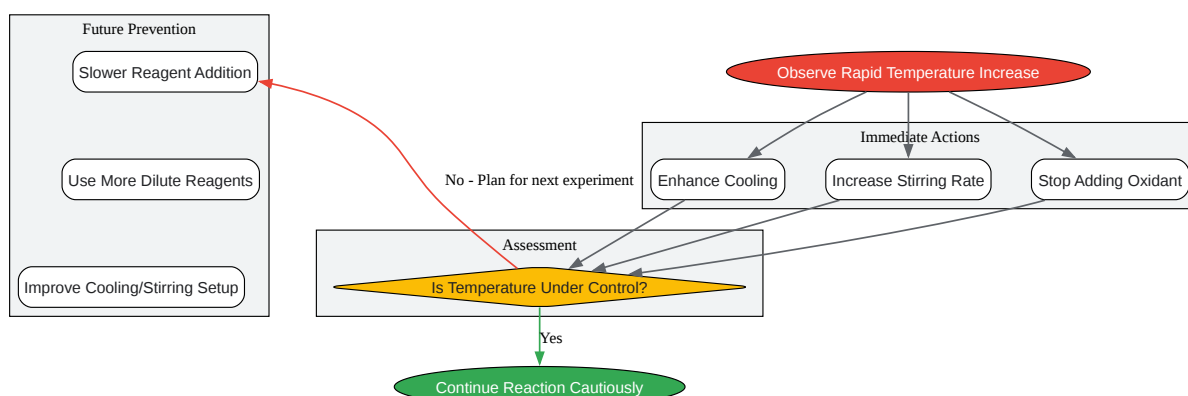 Future Prevention
Slower Reagent Addition
Use More Dilute Reagents
Improve Cooling/Stirring Setup
Observe Rapid Temperature Increase
Immediate Actions
Enhance Cooling
Increase Stirring Rate
Stop Adding Oxidant
No - Plan for next experiment
Assessment
Is Temperature Under Control?
Yes
Continue Reaction Cautiously